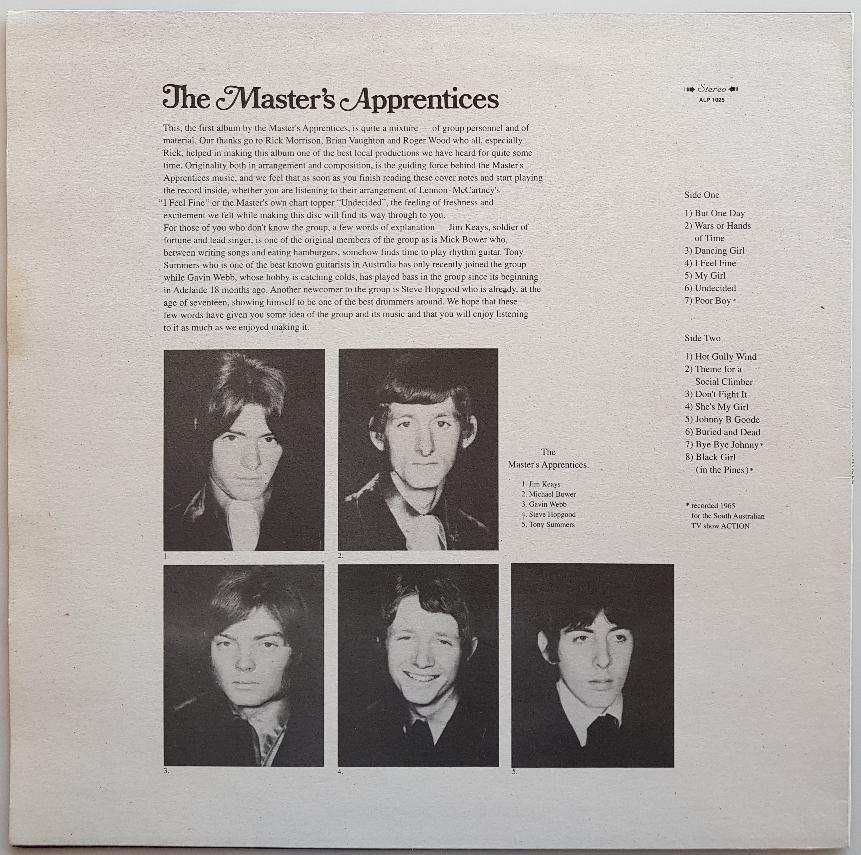 The Master's Apprentices
This, the first album by the Master's Apprentices, is quite a mixture — of group personnel and of
material. Our thanks go to Rick Morrison, Brian Vaughton and Roger Wood who all, especially
Rick, helped in making this album one of the best local productions we have heard for quite some
time. Originality both in arrangement and composition, is the guiding force behind the Master's
Apprentices music, and we feel that as soon as you finish reading these cover notes and start playing
the record inside, whether you are listening to their arrangement of Lennon-McCartney's
"I Feel Fine" or the Master's own chart topper "Undecided", the feeling of freshness and
excitement we felt while making this disc will find its way through to you.
For those of you who don't know the group, a few words of explanation — Jim Keays, soldier of
fortune and lead singer, is one of the original members of the group as is Mick Bower who,
between writing songs and eating hamburgers, somehow finds time to play rhythm guitar. Tony
Summers who is one of the best known guitarists in Australia has only recently joined the group
while Gavin Webb, whose hobby is catching colds, has played bass in the group since its beginning
in Adelaide 18 months ago. Another newcomer to the group is Steve Hopgood who is already, at the
age of seventeen, showing himself to be one of the best drummers around. We hope that these
few words have given you some idea of the group and its music and that you will enjoy listening
to it as much as we enjoyed making it.
Stereo
ALP 1025
Side One
1) But One Day
2) Wars or Hands
of Time
3) Dancing Girl
4) I Feel Fine
5) My Girl
6) Undecided
7) Poor Boy*
Side Two
1) Hot Gully Wind
2) Theme for a
Social Climber
3) Don't Fight It
4) She's My Girl
5) Johnny B Goode
6) Buried and Dead
7) Bye Bye Johnny*
8) Black Girl
(in the Pines)*
* recorded 1965
for the South Australian
TV show ACTION
The
Master's Apprentices.
1. Jim Keays
2. Michael Bower
3. Gavin Webb
4. Steve Hopgood
5. Tony Summers
1.
2.
3.
4.
5.